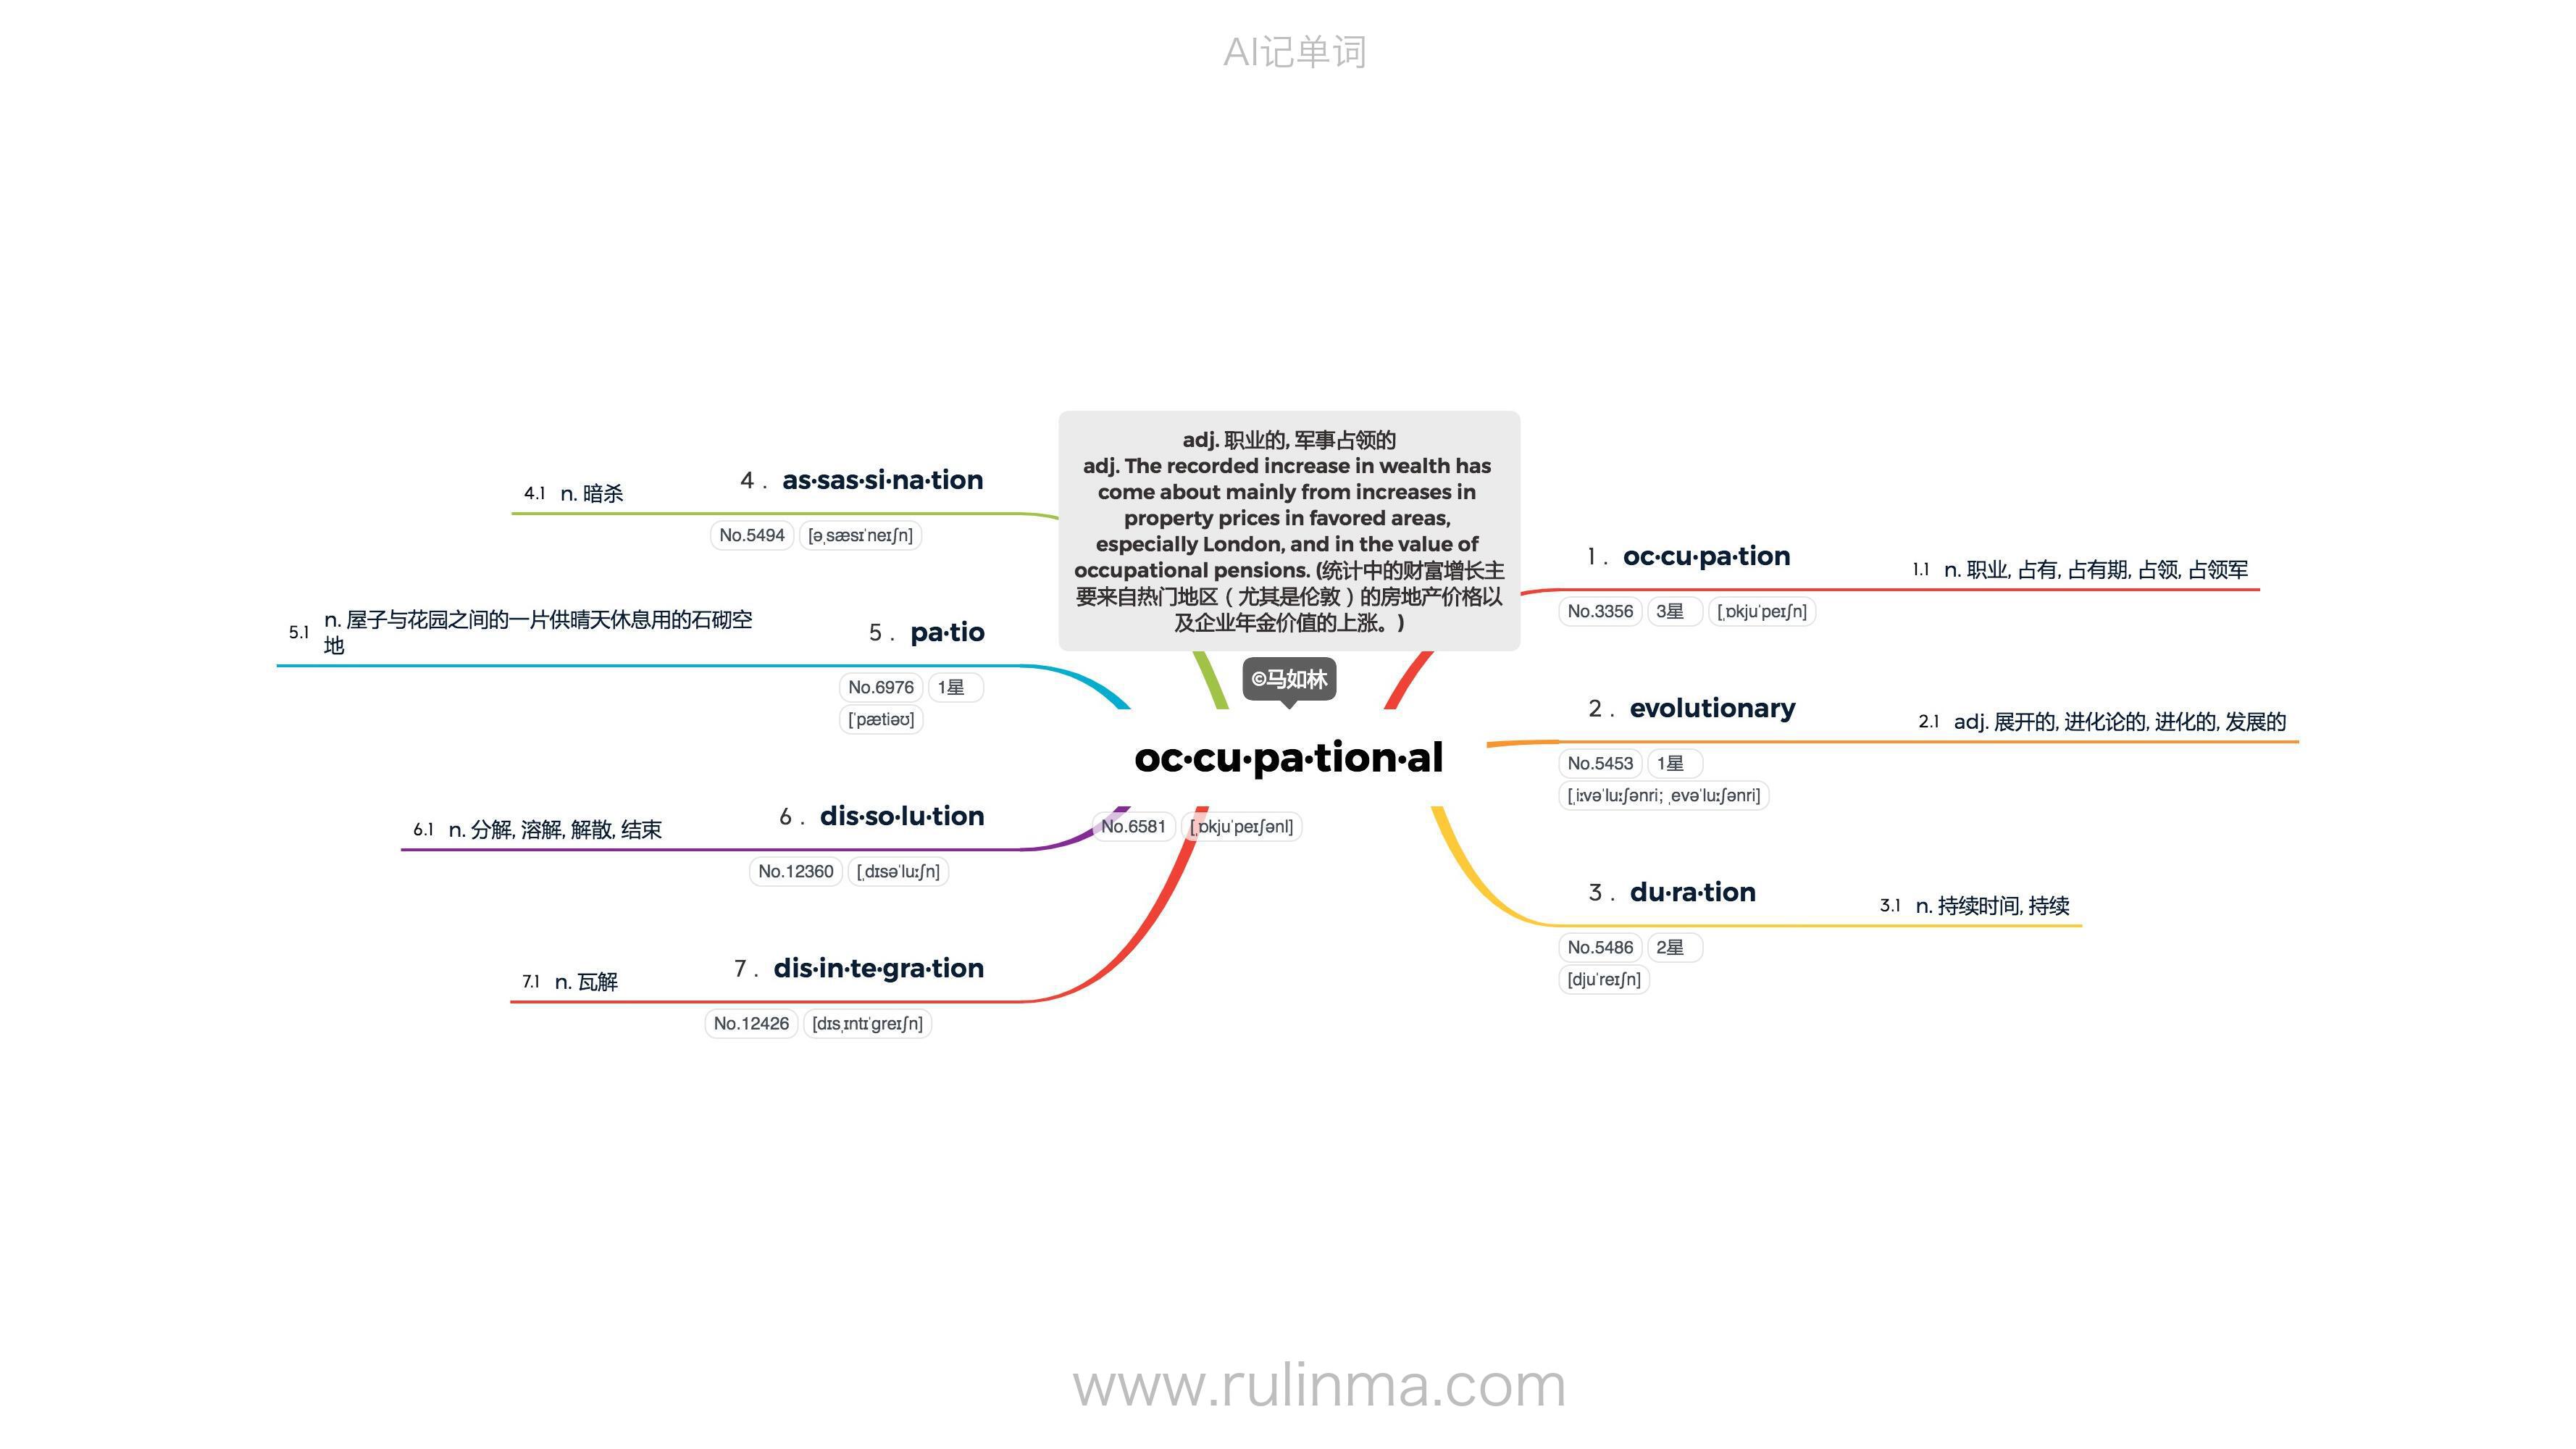 AI记单词
adj. 职业的, 军事占领的
adj. The recorded increase in wealth has
come about mainly from increases in
property prices in favored areas,
especially London, and in the value of
occupational pensions. (统计中的财富增长主
要来自热门地区（尤其是伦敦）的房地产价格以
及企业年金价值的上涨。)
©马如林
oc·cu·pa·tion·al
No.6581 [ˌɒkjuˈpeɪʃənl]
1 . oc·cu·pa·tion
1.1 n. 职业, 占有, 占有期, 占领, 占领军
No.3356 3星 [ˌɒkjuˈpeɪʃn]
2 . evolutionary
2.1 adj. 展开的, 进化论的, 进化的, 发展的
No.5453 1星
[ˌiːvəˈluːʃənri; ˌevəˈluːʃənri]
3 . du·ra·tion
3.1 n. 持续时间, 持续
No.5486 2星
[djuˈreɪʃn]
4 . as·sas·si·na·tion
4.1 n. 暗杀
No.5494 [əˌsæsɪˈneɪʃn]
5 . pa·tio
5.1 n. 屋子与花园之间的一片供晴天休息用的石砌空
地
No.6976 1星
[ˈpætiəʊ]
6 . dis·so·lu·tion
6.1 n. 分解, 溶解, 解散, 结束
No.12360 [ˌdɪsəˈluːʃn]
7 . dis·in·te·gra·tion
7.1 n. 瓦解
No.12426 [dɪsˌɪntɪˈɡreɪʃn]
www.rulinma.com